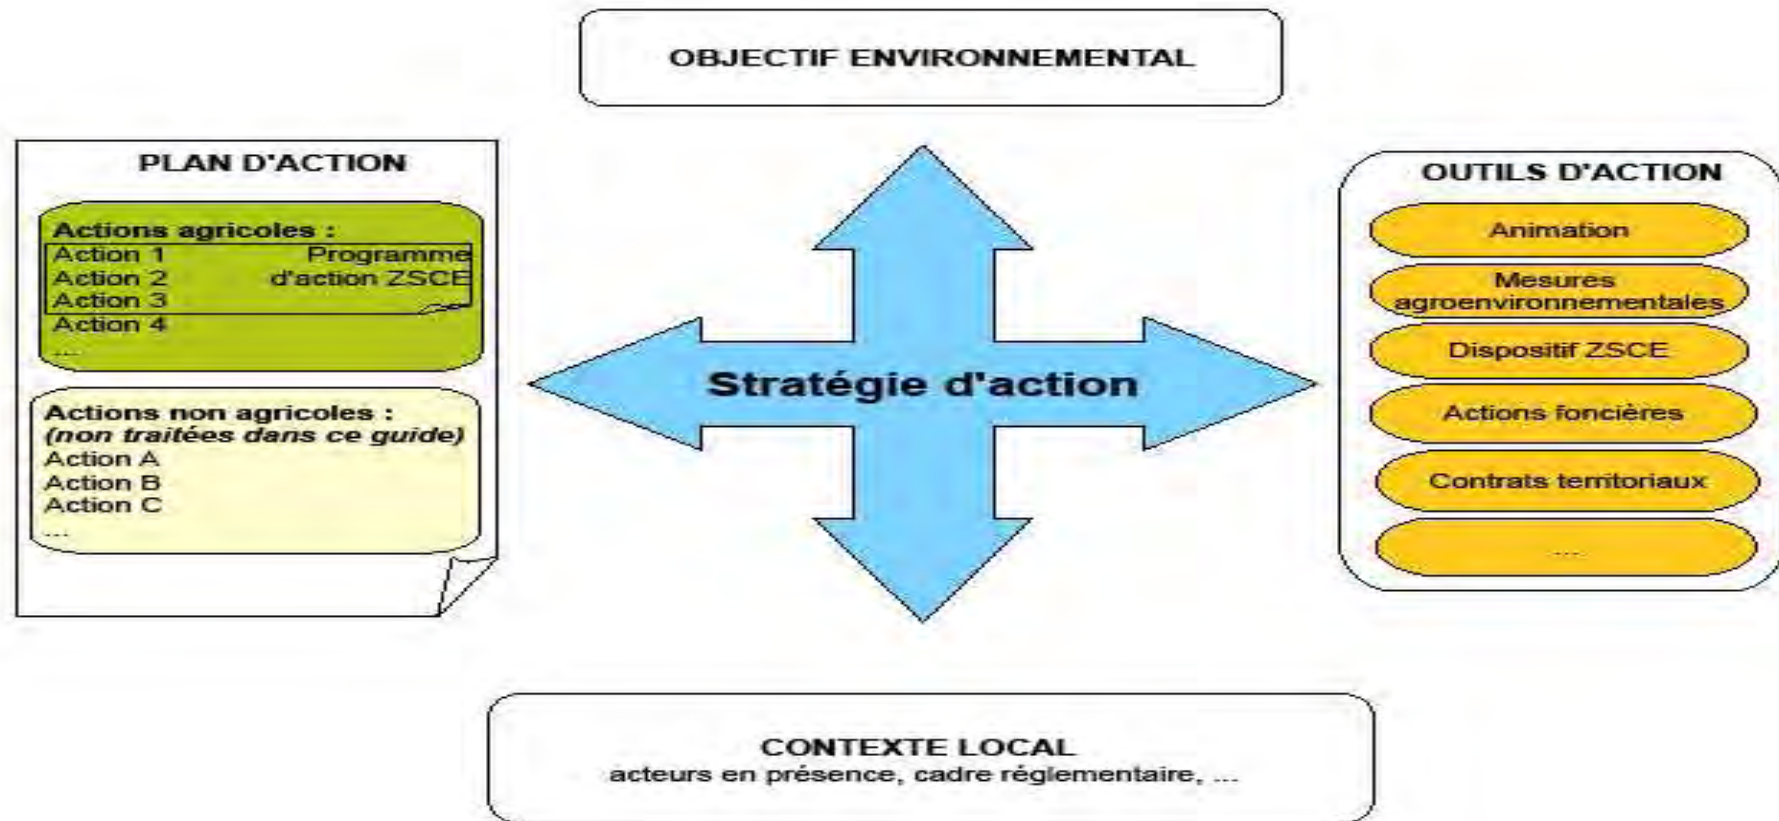 OBJECTIF ENVIRONNEMENTAL
PLAN D'ACTION
Actions agricoles :
Action 1 Programme
Action 2 d'action ZSCE
Action 3
Action 4
...
Actions non agricoles :
(non traitées dans ce guide)
Action A
Action B
Action C
...
Stratégie d'action
OUTILS D'ACTION
Animation
Mesures
agroenvironnementales
Dispositif ZSCE
Actions foncières
Contrats territoriaux
...
CONTEXTE LOCAL
acteurs en présence, cadre réglementaire, ...